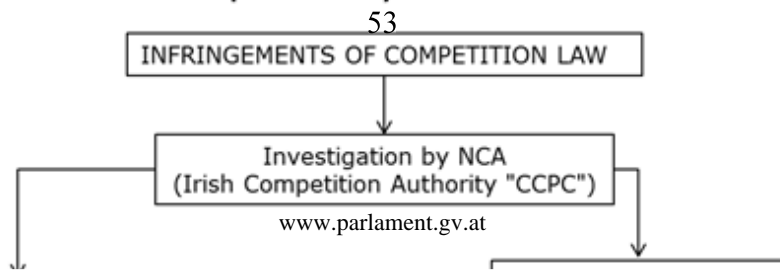 53
INFRINGEMENTS OF COMPETITION LAW
Investigation by NCA
(Irish Competition Authority "CCPC")
www.parlament.gv.at